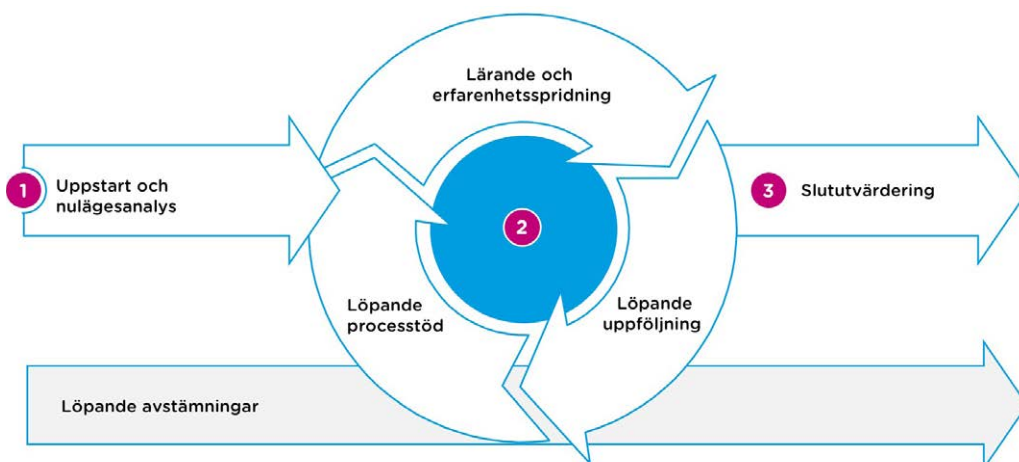 Lärande och
erfarenhetsspridning
1
Uppstart och
nulägesanalys
2
3
Slututvärdering
Löpande
processtöd
Löpande
uppföljning
Löpande avstämningar